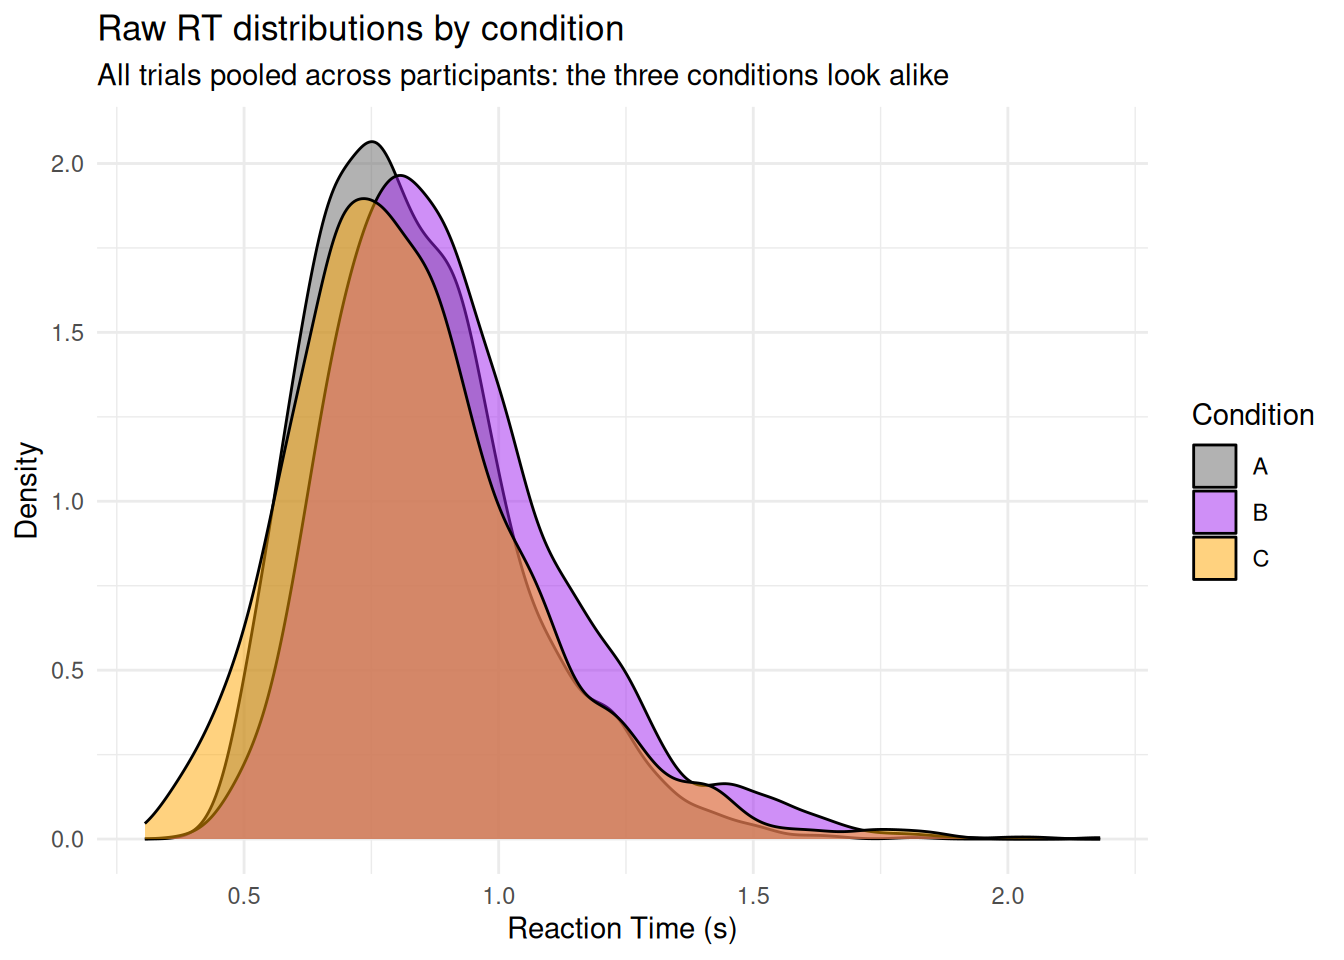 Raw RT distributions by condition
All trials pooled across participants: the three conditions look alike
2.0
1.5
1.0
0.5
0.0
Density
0.5 1.0 1.5 2.0
Reaction Time (s)
Condition
A
B
C